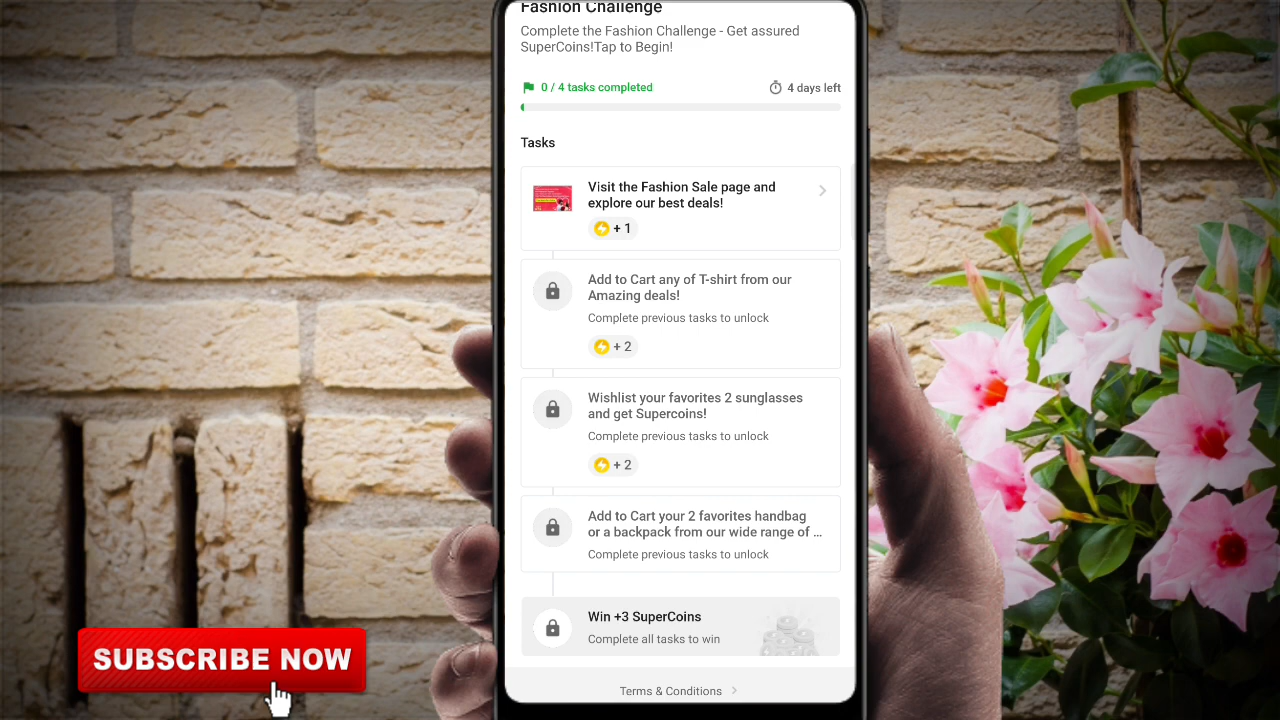 Fashion Challenge
Complete the Fashion Challenge - Get assured
SuperCoins!Tap to Begin!
0 / 4 tasks completed
4 days left
Tasks
Visit the Fashion Sale page and
explore our best deals!
+ 1
Add to Cart any of T-shirt from our
Amazing deals!
Complete previous tasks to unlock
+ 2
Wishlist your favorites 2 sunglasses
and get Supercoins!
Complete previous tasks to unlock
+ 2
Add to Cart your 2 favorites handbag
or a backpack from our wide range of ...
Complete previous tasks to unlock
Win +3 SuperCoins
Complete all tasks to win
Terms & Conditions
SUBSCRIBE NOW